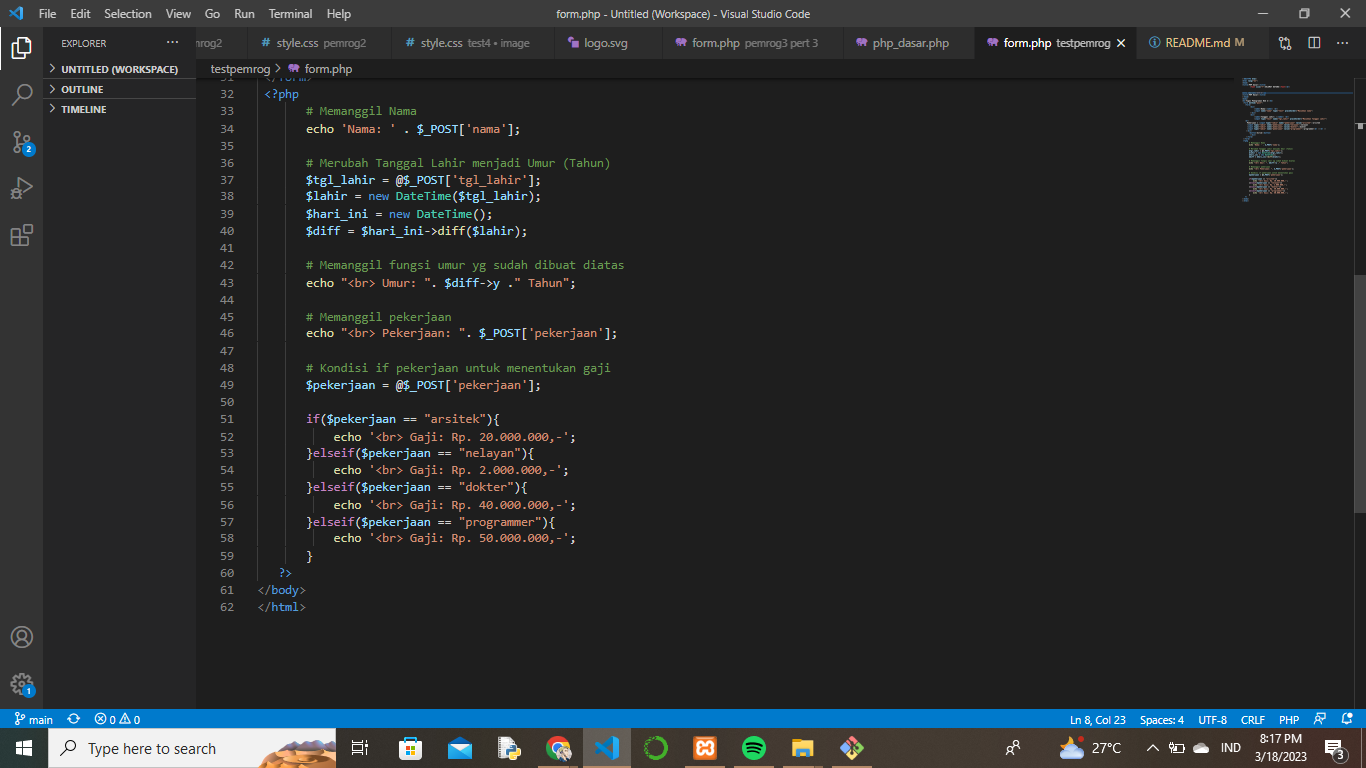 File Edit Selection View Go Run Terminal Help form.php - Untitled (Workspace) - Visual Studio Code
EXPLORER ··· style.css pemrog2 style.css test4 • image logo.svg form.php pemrog3 pert 3 php_dasar.php form.php testpemrog README.md M
UNTITLED (WORKSPACE)
OUTLINE
TIMELINE
testpemrog > form.php
32 <?php
33 # Memanggil Nama
34 echo 'Nama: ' . $_POST['nama'];
35
36 # Merubah Tanggal Lahir menjadi Umur (Tahun)
37 $tgl_lahir = @$_POST['tgl_lahir'];
38 $lahir = new DateTime($tgl_lahir);
39 $hari_ini = new DateTime();
40 $diff = $hari_ini->diff($lahir);
41
42 # Memanggil fungsi umur yg sudah dibuat diatas
43 echo "<br> Umur: ". $diff->y ." Tahun";
44
45 # Memanggil pekerjaan
46 echo "<br> Pekerjaan: ". $_POST['pekerjaan'];
47
48 # Kondisi if pekerjaan untuk menentukan gaji
49 $pekerjaan = @$_POST['pekerjaan'];
50
51 if($pekerjaan == "arsitek"){
52 echo '<br> Gaji: Rp. 20.000.000,-';
53 }elseif($pekerjaan == "nelayan"){
54 echo '<br> Gaji: Rp. 2.000.000,-';
55 }elseif($pekerjaan == "dokter"){
56 echo '<br> Gaji: Rp. 40.000.000,-';
57 }elseif($pekerjaan == "programmer"){
58 echo '<br> Gaji: Rp. 50.000.000,-';
59 }
60 ?>
61 </body>
62 </html>
2
1
main 0 0 Ln 8, Col 23 Spaces: 4 UTF-8 CRLF PHP
Type here to search 27°C IND 8:17 PM
3/18/2023 3